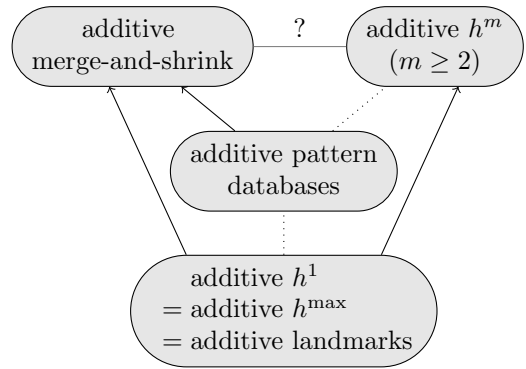 additive
merge-and-shrink
?
additive h^m
(m ≥ 2)
additive pattern
databases
additive h^1
= additive h^max
= additive landmarks